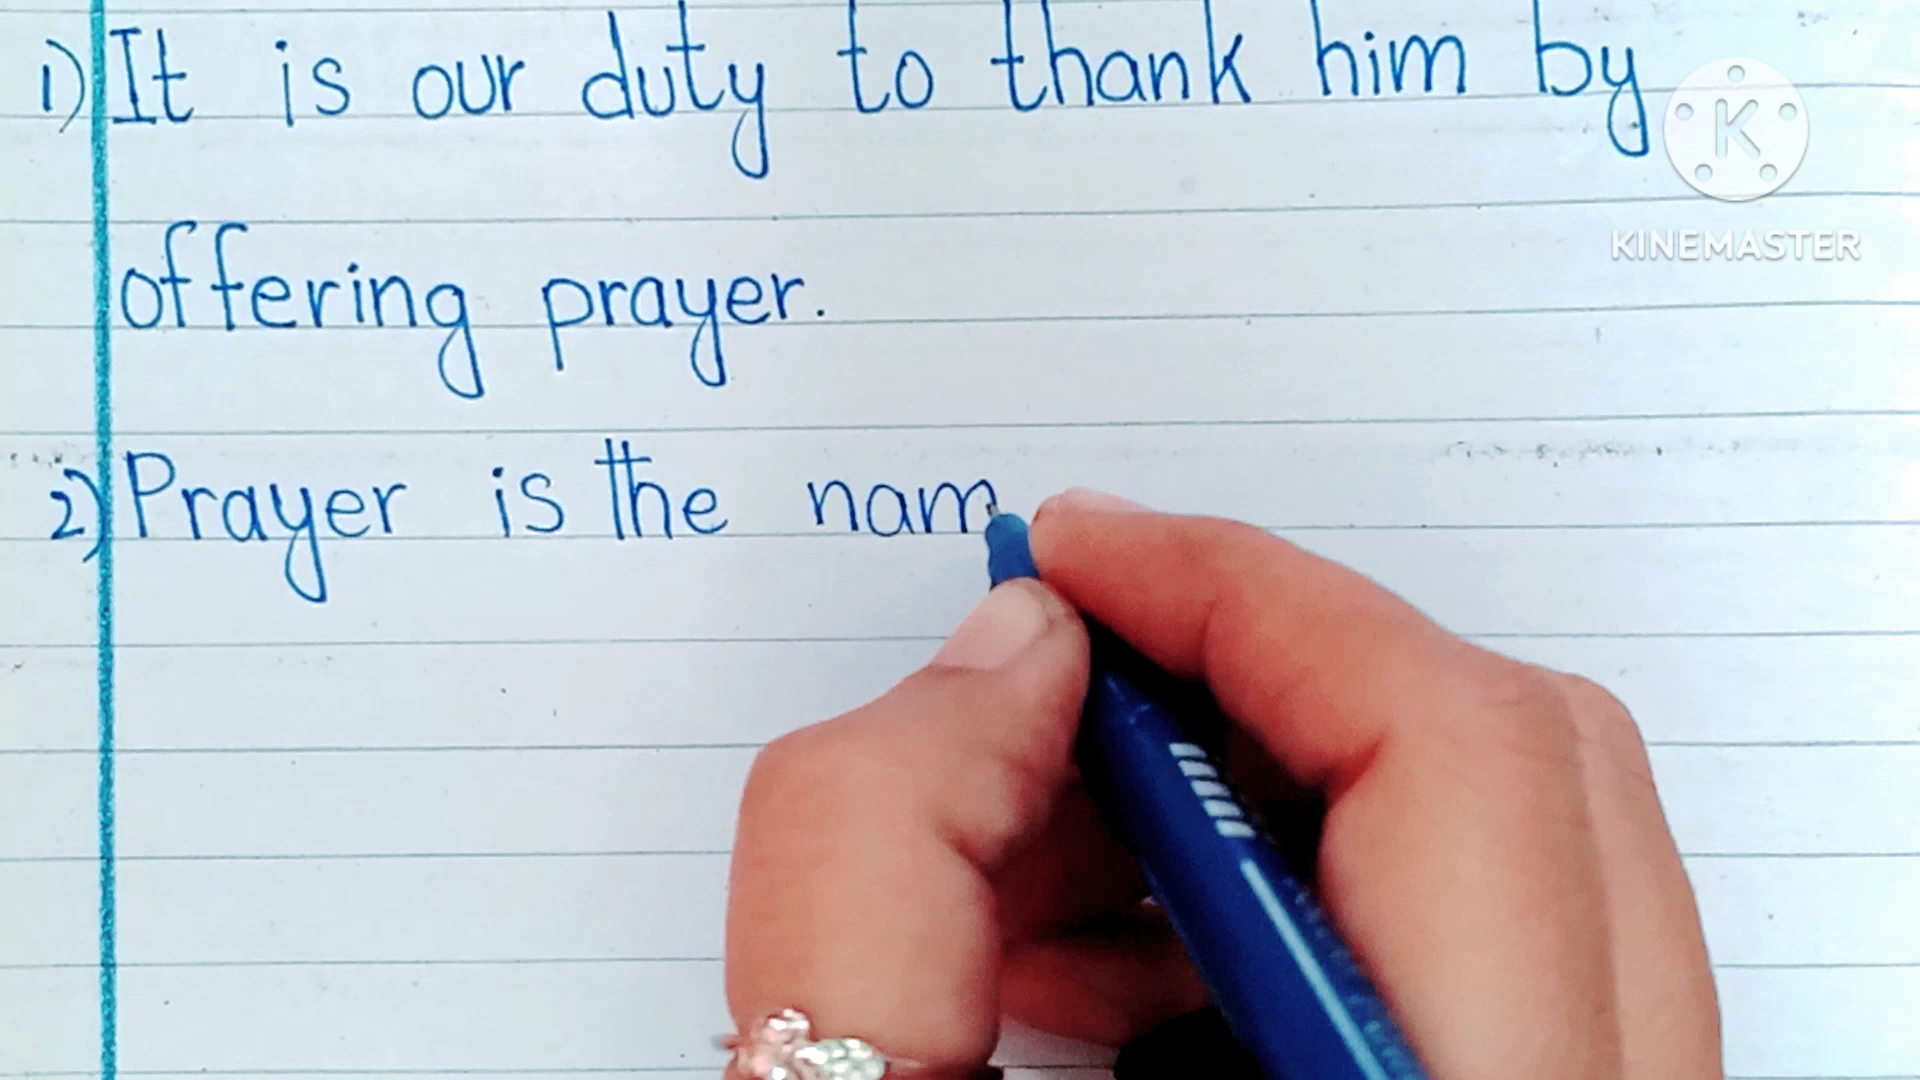 1) It is our duty to thank him by
K
KINEMASTER
offering prayer.
2) Prayer is the nam